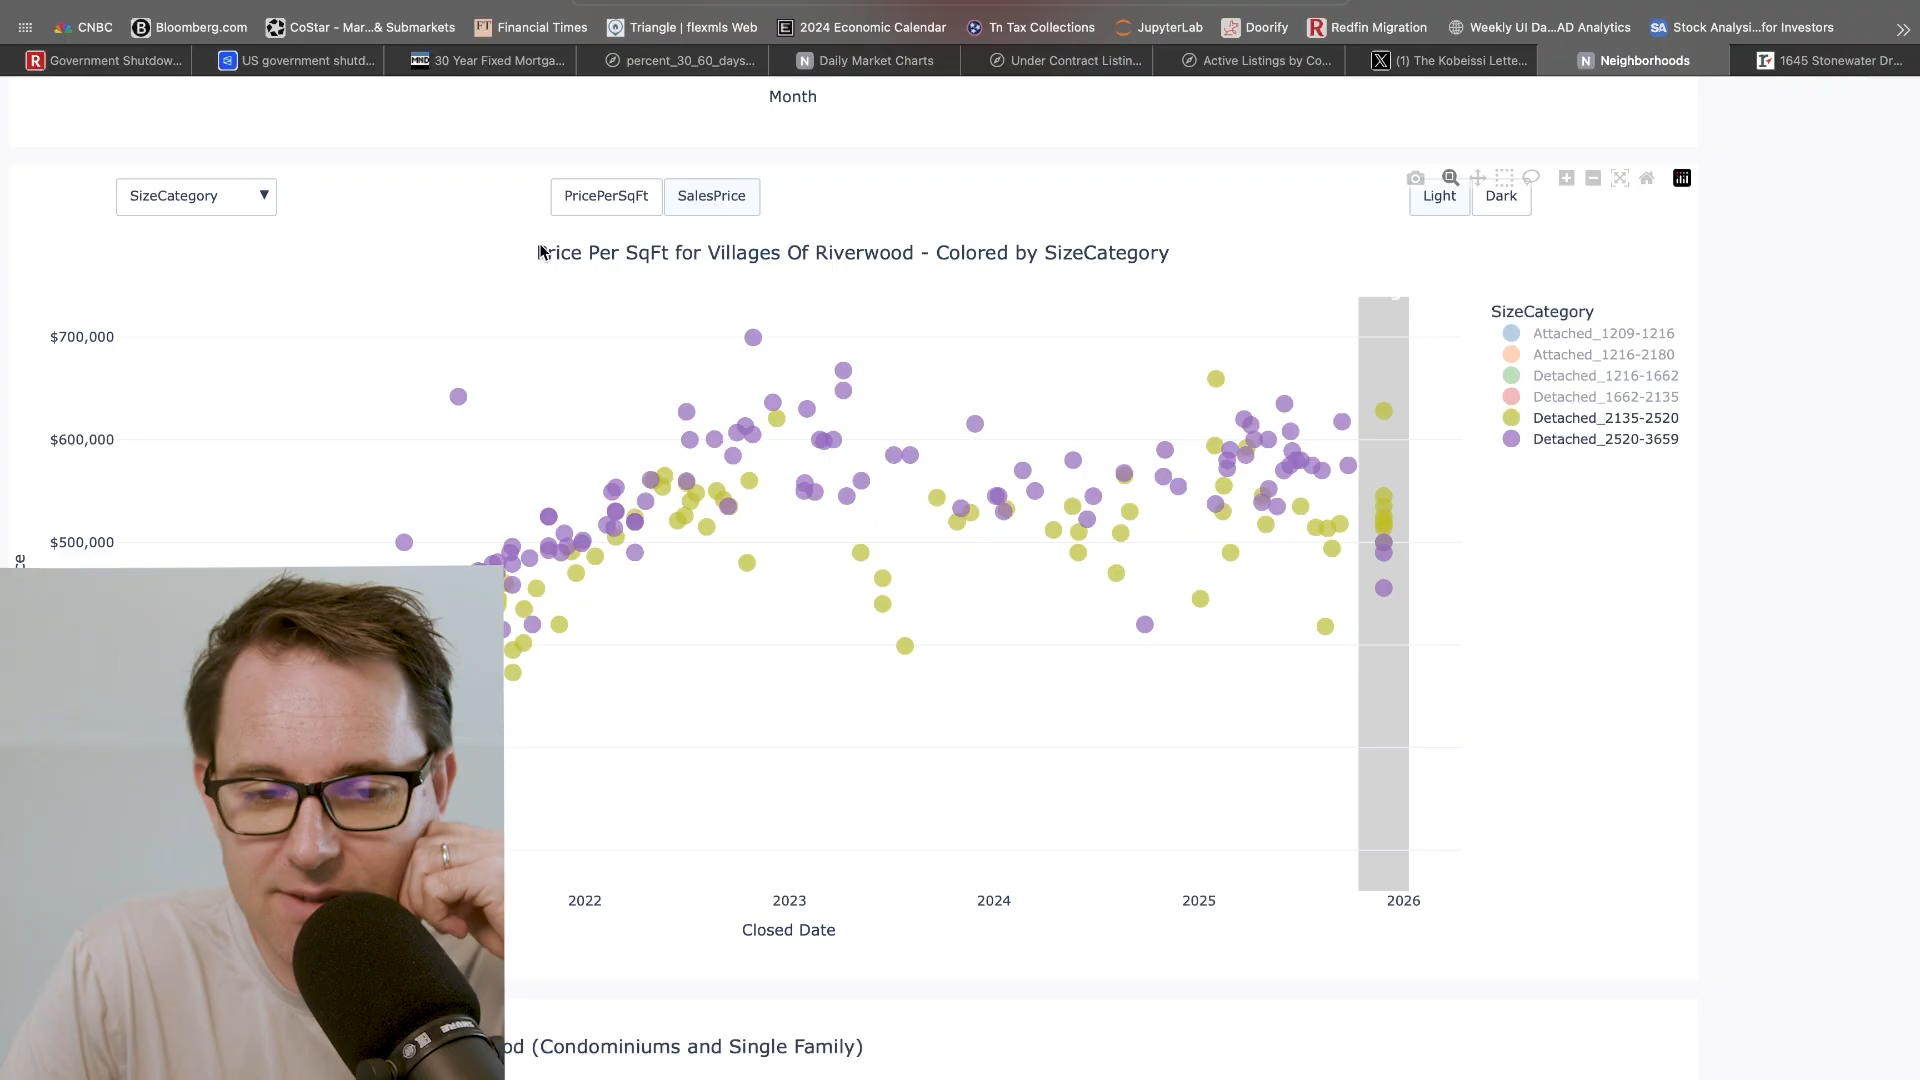 CNBC
Bloomberg.com
CoStar - Mar...& Submarkets
Financial Times
Triangle | flexmls Web
2024 Economic Calendar
Tn Tax Collections
JupyterLab
Doorify
Redfin Migration
Weekly UI Da...AD Analytics
Stock Analysi...for Investors
Government Shutdow...
US government shutd...
30 Year Fixed Mortga...
percent_30_60_days...
Daily Market Charts
Under Contract Listin...
Active Listings by Co...
(1) The Kobeissi Lette...
Neighborhoods
1645 Stonewater Dr...
Month
SizeCategory ▼
PricePerSqFt
SalesPrice
Light
Dark
Price Per SqFt for Villages Of Riverwood - Colored by SizeCategory
SizeCategory
Attached_1209-1216
Attached_1216-2180
Detached_1216-1662
Detached_1662-2135
Detached_2135-2520
Detached_2520-3659
$700,000
$600,000
$500,000
2022
2023
2024
2025
2026
Closed Date
(Condominiums and Single Family)
SHURE